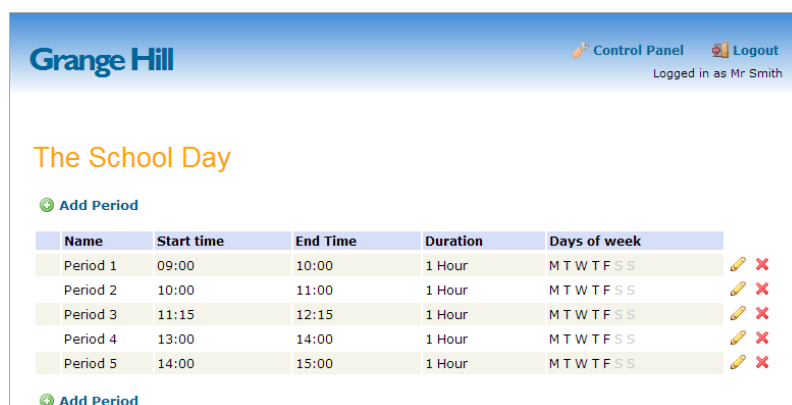 Grange Hill
Control Panel Logout
Logged in as Mr Smith
The School Day
Add Period
Name Start time End Time Duration Days of week
Period 1 09:00 10:00 1 Hour M T W T F S S
Period 2 10:00 11:00 1 Hour M T W T F S S
Period 3 11:15 12:15 1 Hour M T W T F S S
Period 4 13:00 14:00 1 Hour M T W T F S S
Period 5 14:00 15:00 1 Hour M T W T F S S
Add Period